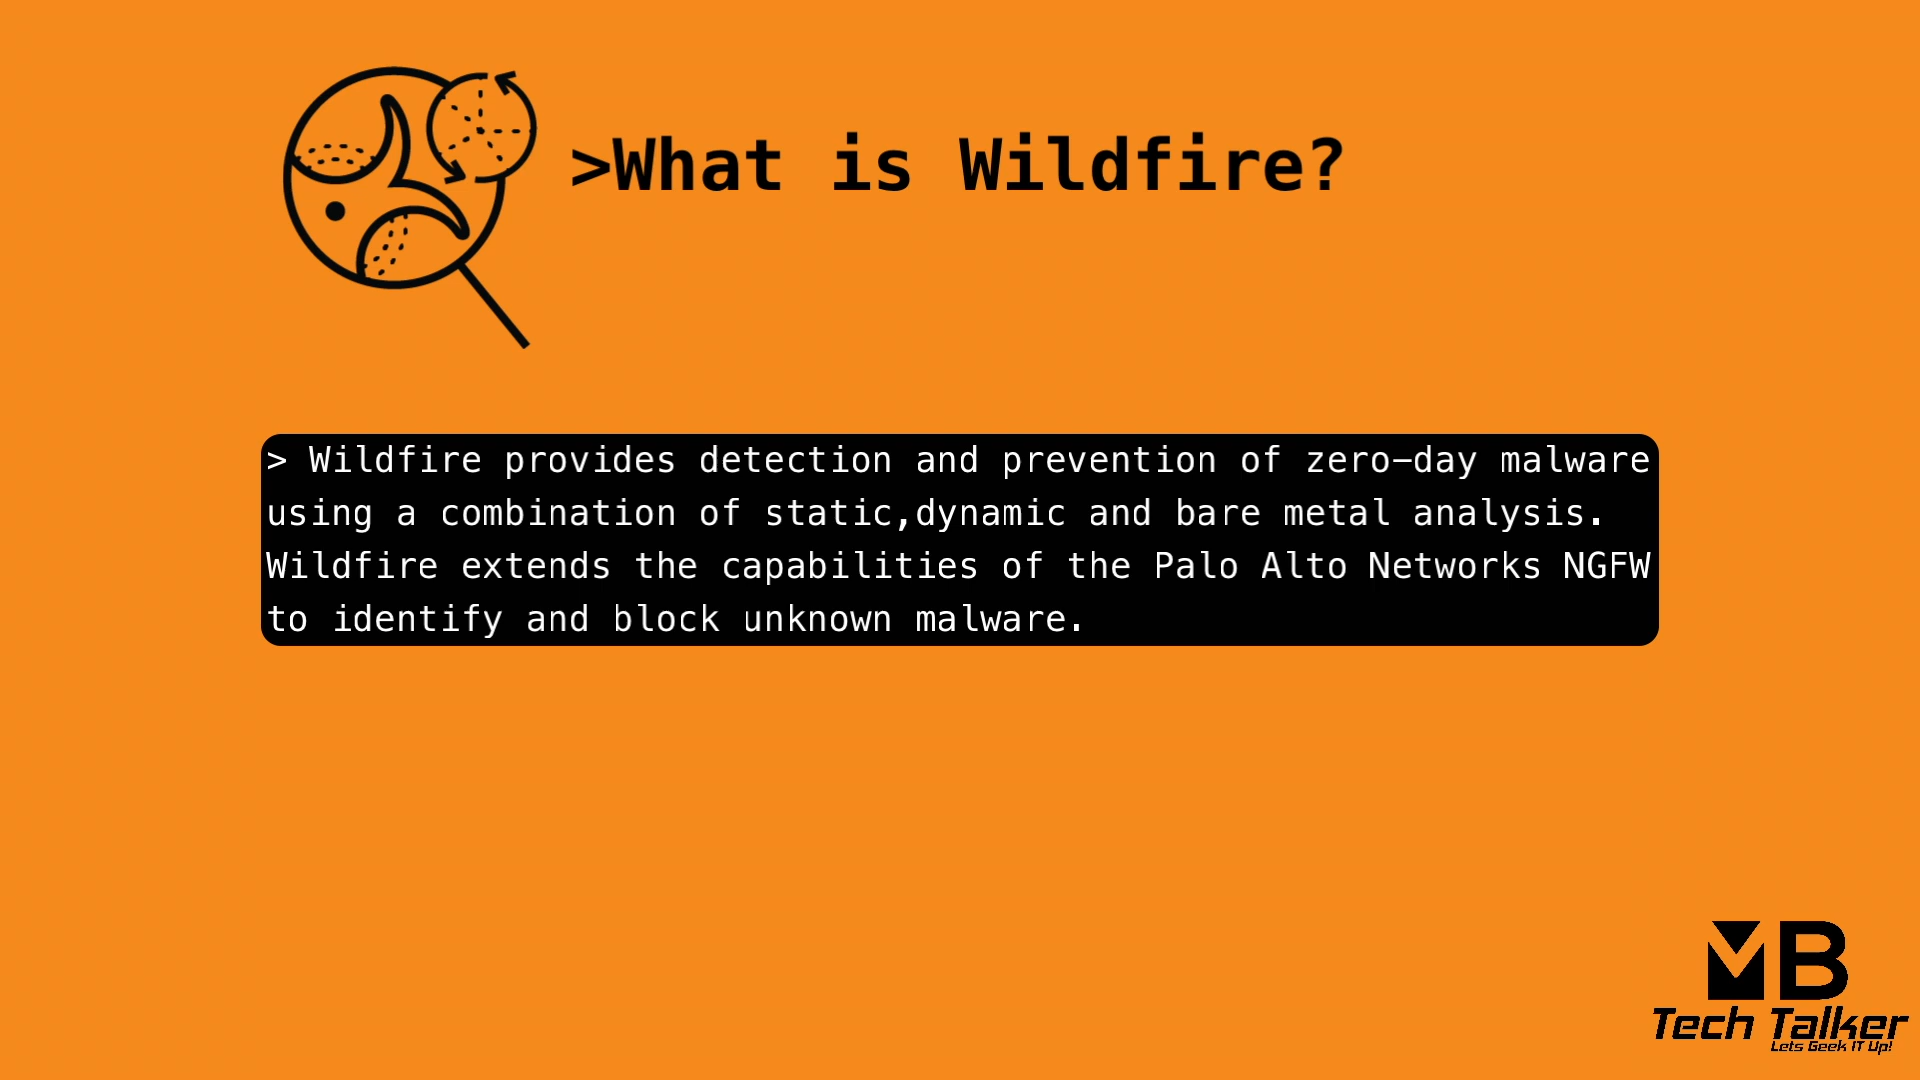 >What is Wildfire?
> Wildfire provides detection and prevention of zero-day malware
using a combination of static,dynamic and bare metal analysis.
Wildfire extends the capabilities of the Palo Alto Networks NGFW
to identify and block unknown malware.
MB
Tech Talker
Lets Geek IT Up!